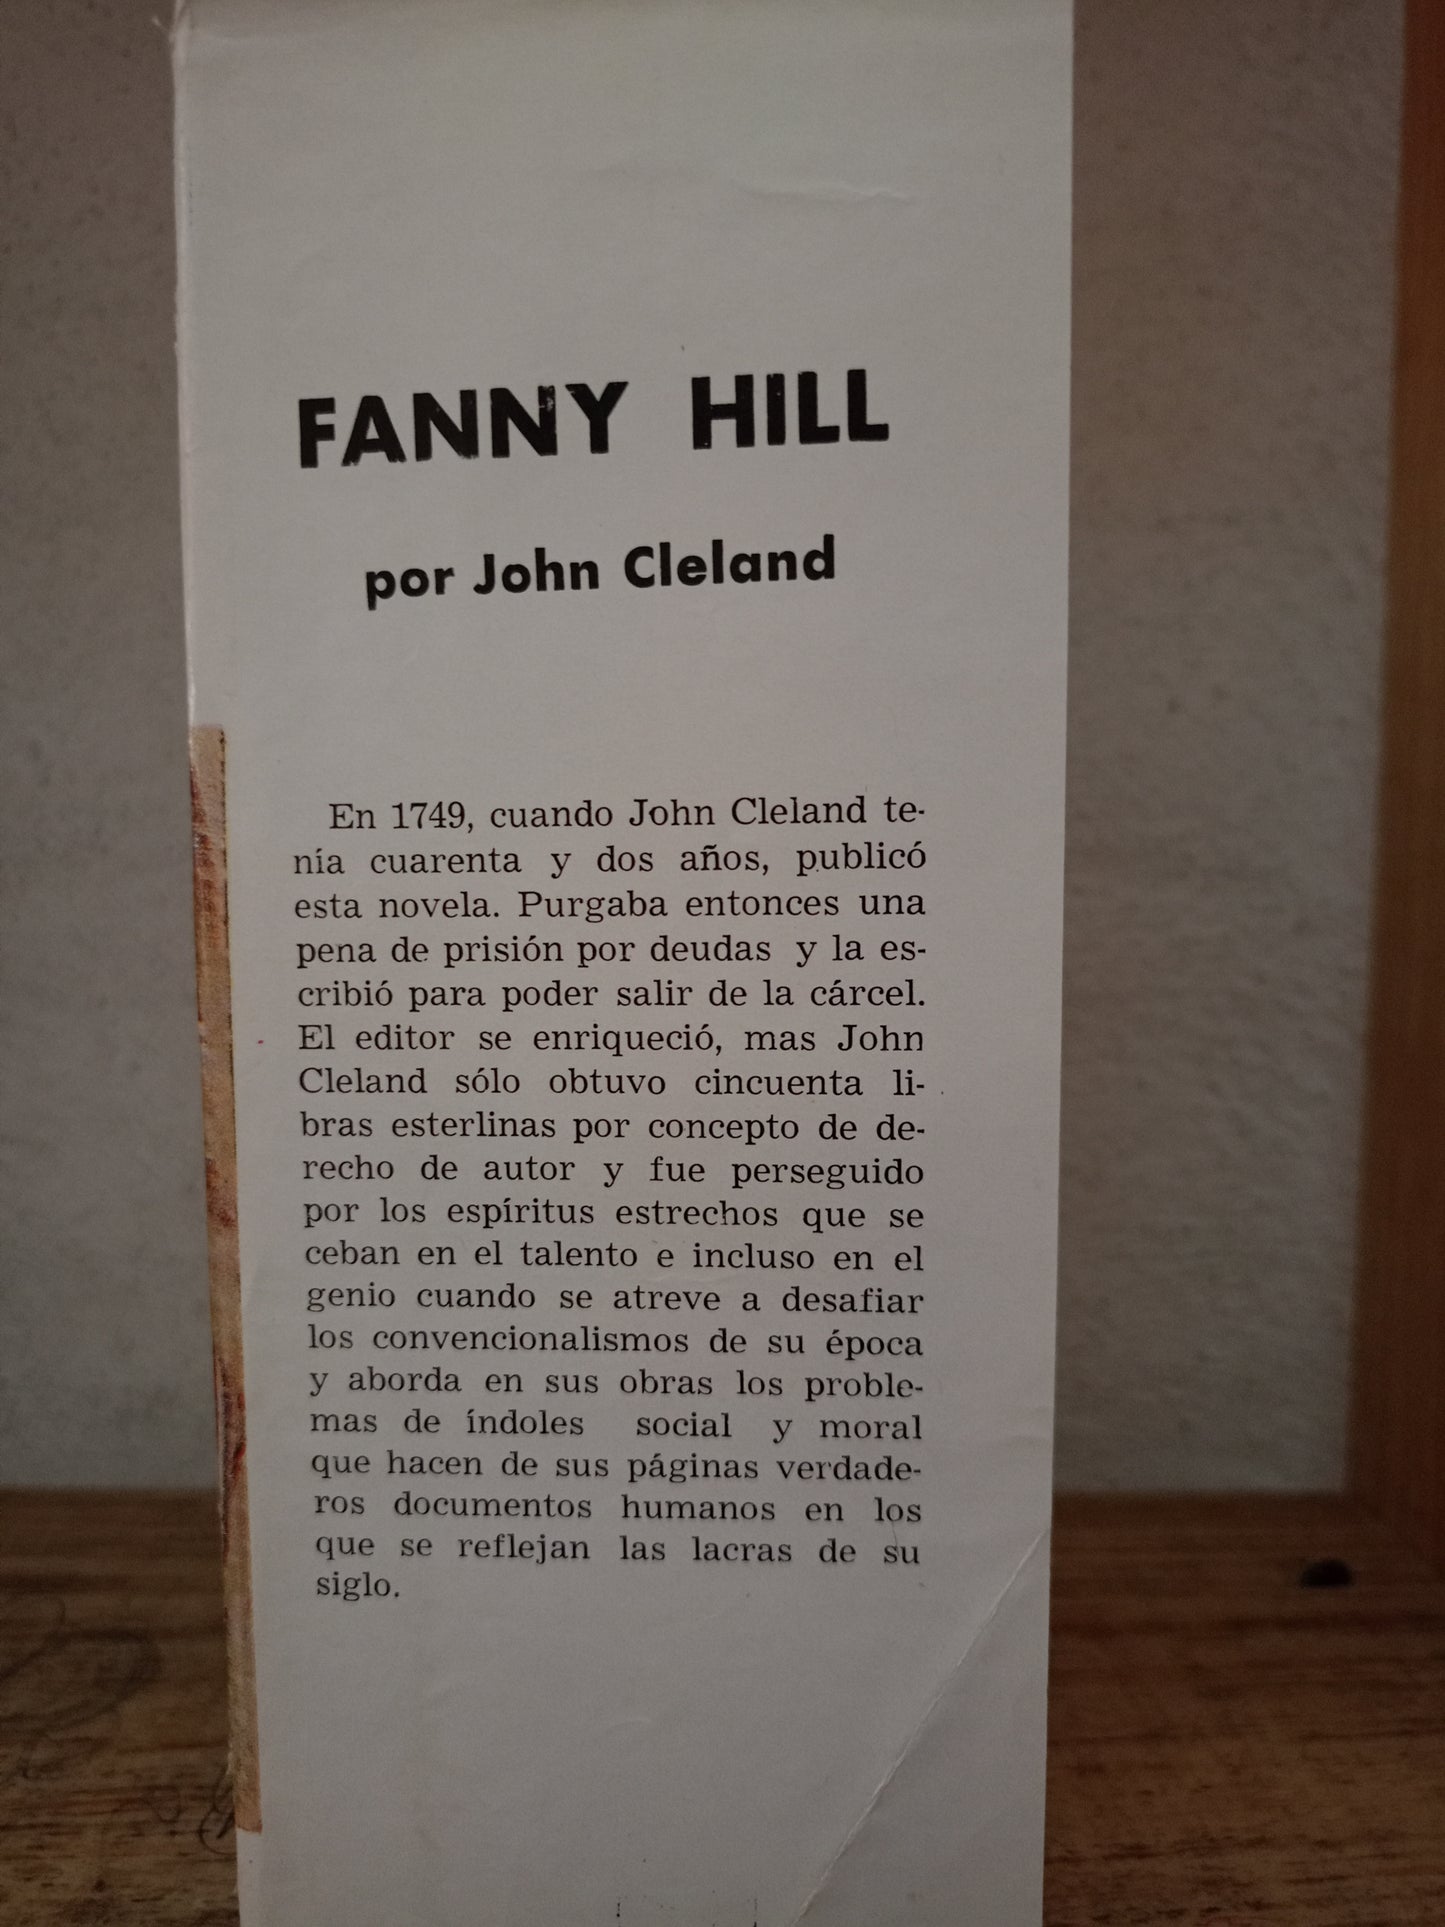 FANNY HILL
por John Cleland
En 1749, cuando John Cleland te-
nía cuarenta y dos años, publicó
esta novela. Purgaba entonces una
pena de prisión por deudas y la es-
cribió para poder salir de la cárcel.
El editor se enriqueció, mas John
Cleland sólo obtuvo cincuenta li-
bras esterlinas por concepto de de-
recho de autor y fue perseguido
por los espíritus estrechos que se
ceban en el talento e incluso en el
genio cuando se atreve a desafiar
los convencionalismos de su época
y aborda en sus obras los proble-
mas de índoles social y moral
que hacen de sus páginas verdade-
ros documentos humanos en los
que se reflejan las lacras de su
siglo.